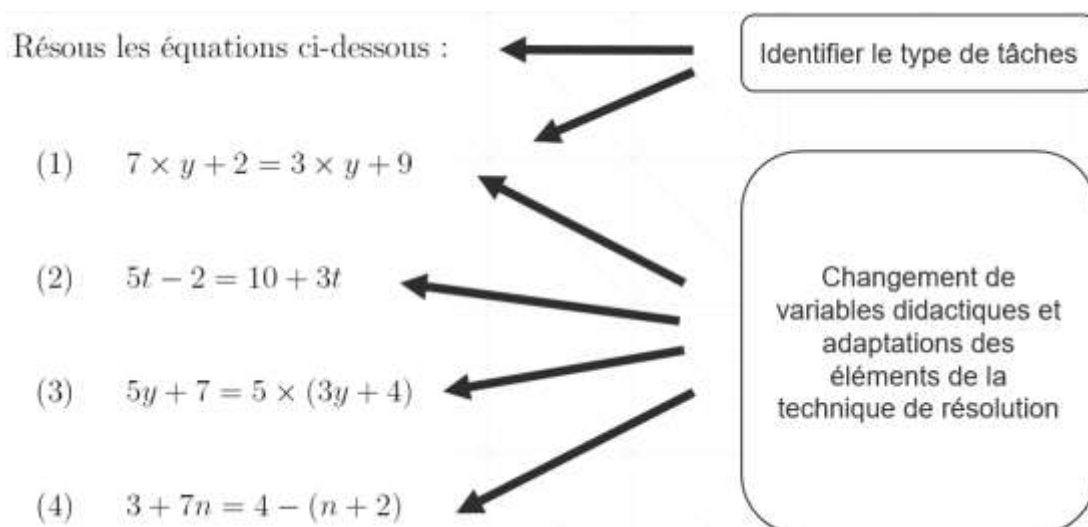 Résous les équations ci-dessous :
Identifier le type de tâches
(1) 7 × y + 2 = 3 × y + 9
(2) 5t − 2 = 10 + 3t
(3) 5y + 7 = 5 × (3y + 4)
(4) 3 + 7n = 4 − (n + 2)
Changement de
variables didactiques et
adaptations des
éléments de la
technique de résolution